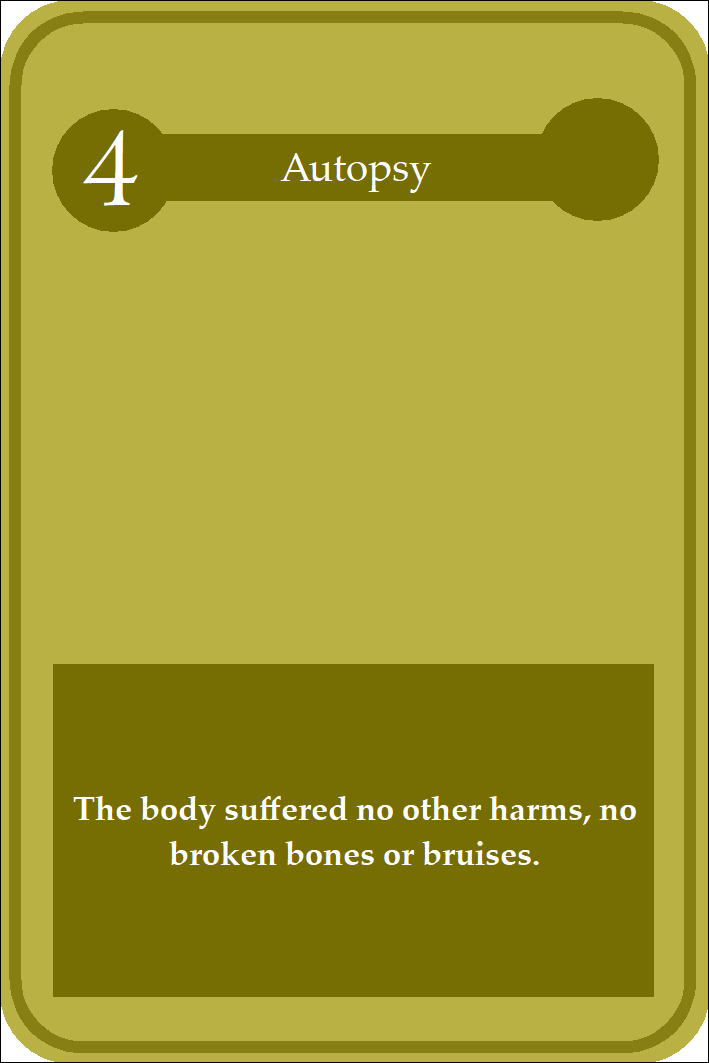 4
Autopsy
The body suffered no other harms, no
broken bones or bruises.